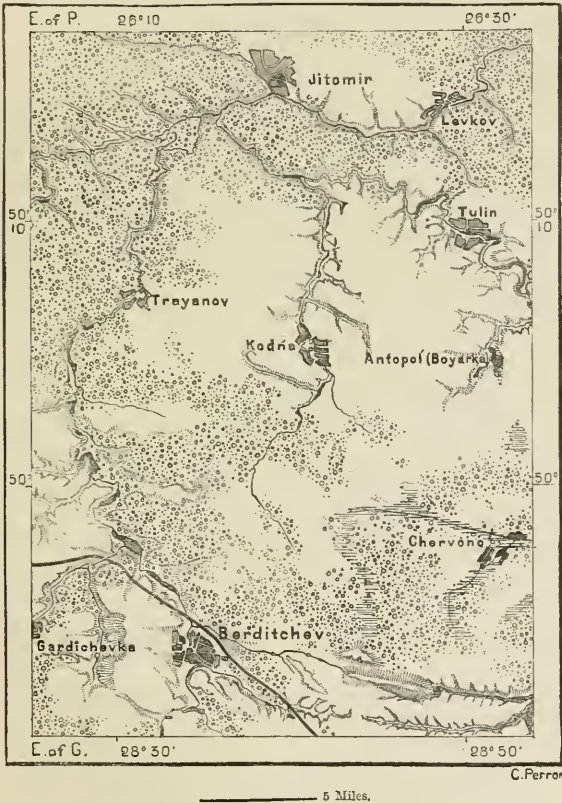 E. of P. 26°10 26°30'
Jitomir
Levkov
50° 10' 50° 10'
Tulin
Trayanov
Kodna
Antopol (Boyarka)
50° 50°
Chervono
Berditchev
Gardichevka
E. of G. 28°30' 28°50'
C. Perron
5 Miles.